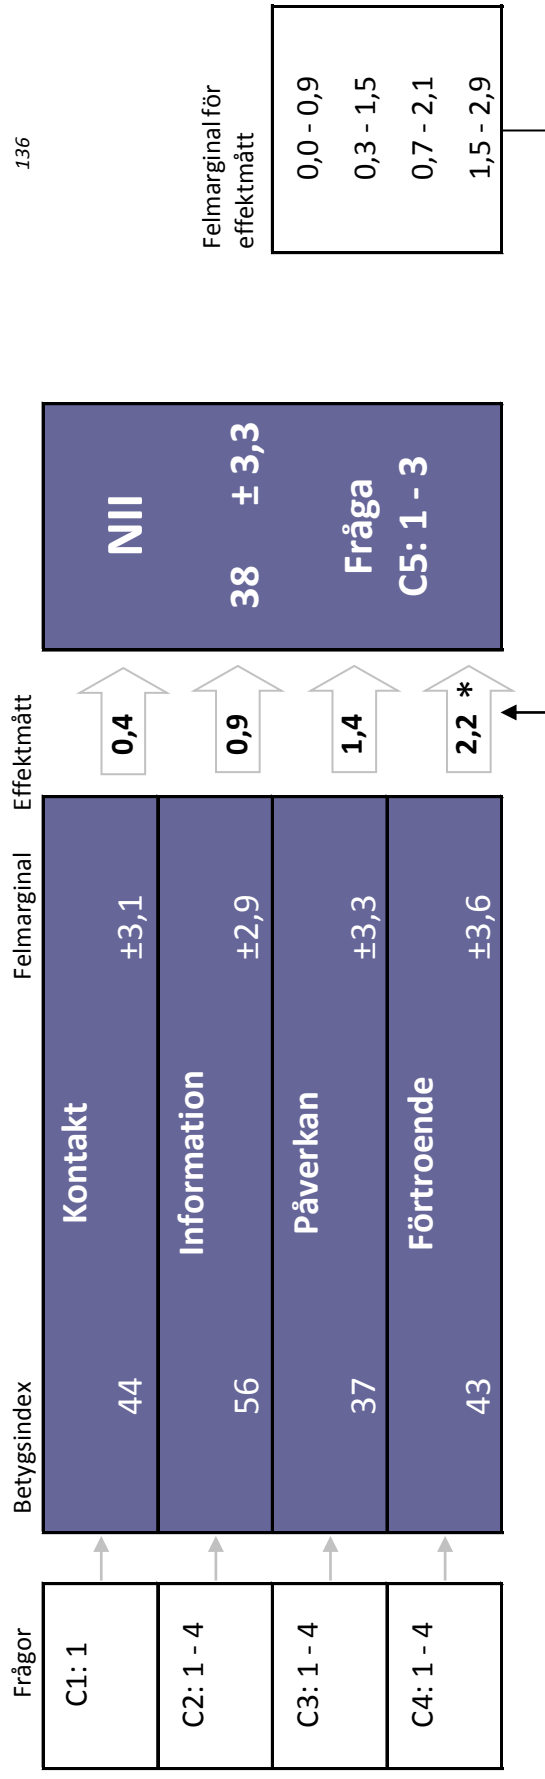 136
Frågor
Betygsindex
Felmarginal
Effektmått
Felmarginal för
effektmått
C1: 1
Kontakt
44
±3,1
0,4
C2: 1 - 4
Information
56
±2,9
0,9
C3: 1 - 4
Påverkan
37
±3,3
1,4
C4: 1 - 4
Förtroende
43
±3,6
2,2 *
NII
38 ± 3,3
Fråga
C5: 1 - 3
0,0 - 0,9
0,3 - 1,5
0,7 - 2,1
1,5 - 2,9